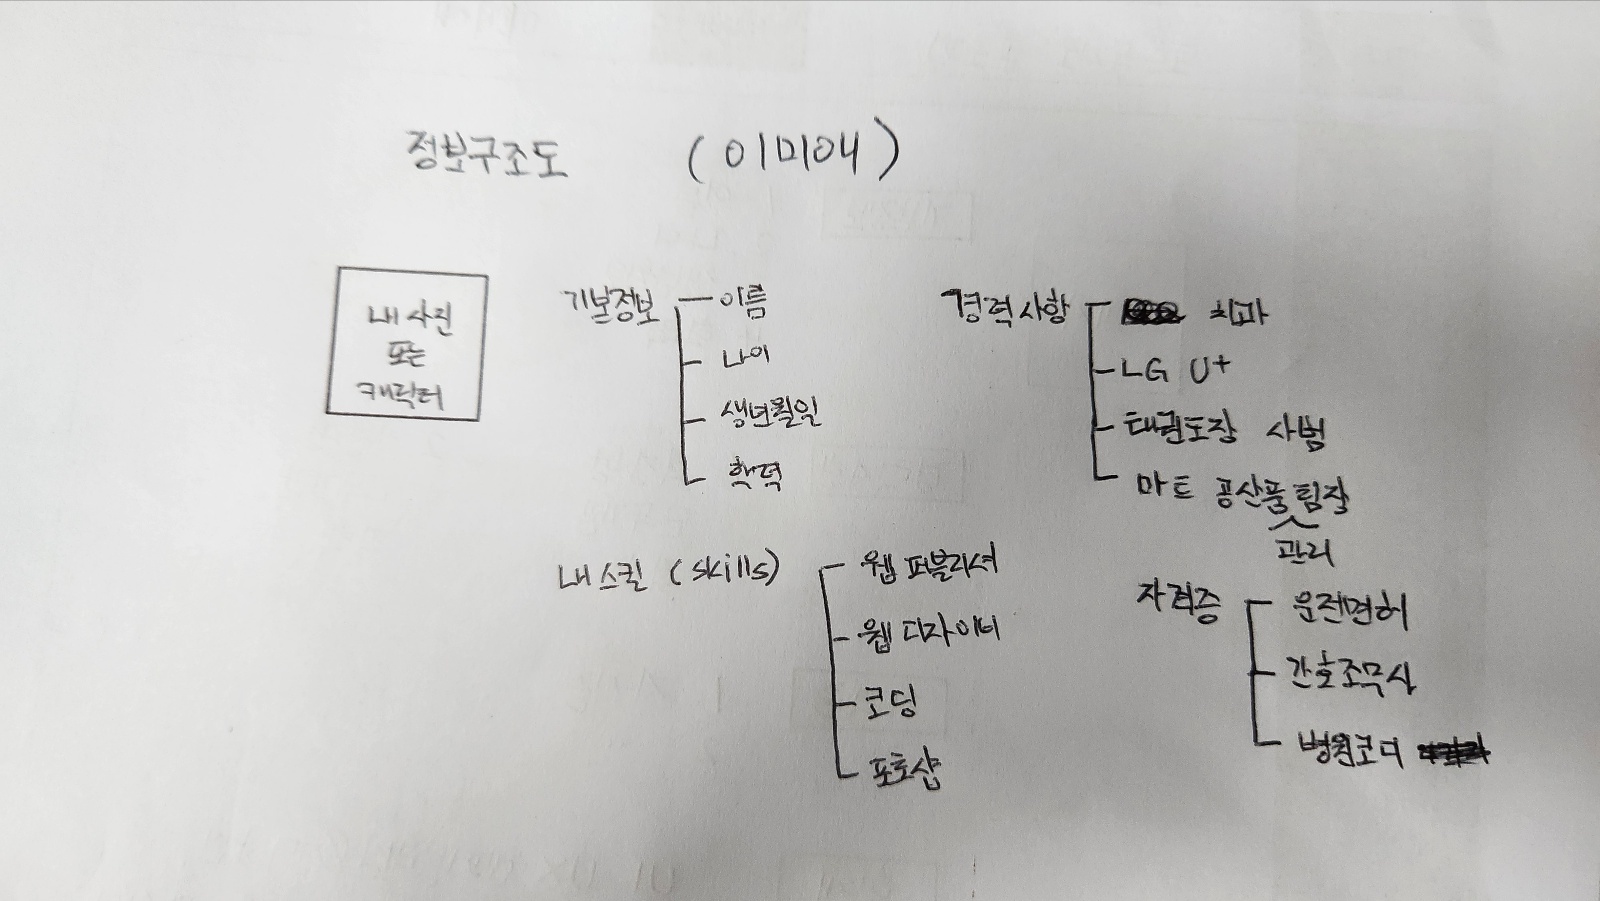 정보구조도 (이미애)
내 사진
또는
캐릭터
기본정보
이름
나이
생년월일
학력
경력사항
치과
LG U+
태권도장 사범
마트 공산품 팀장
관리
내 스킬 (skills)
웹 퍼블리셔
웹 디자이너
코딩
포토샵
자격증
운전면허
간호조무사
병원코디